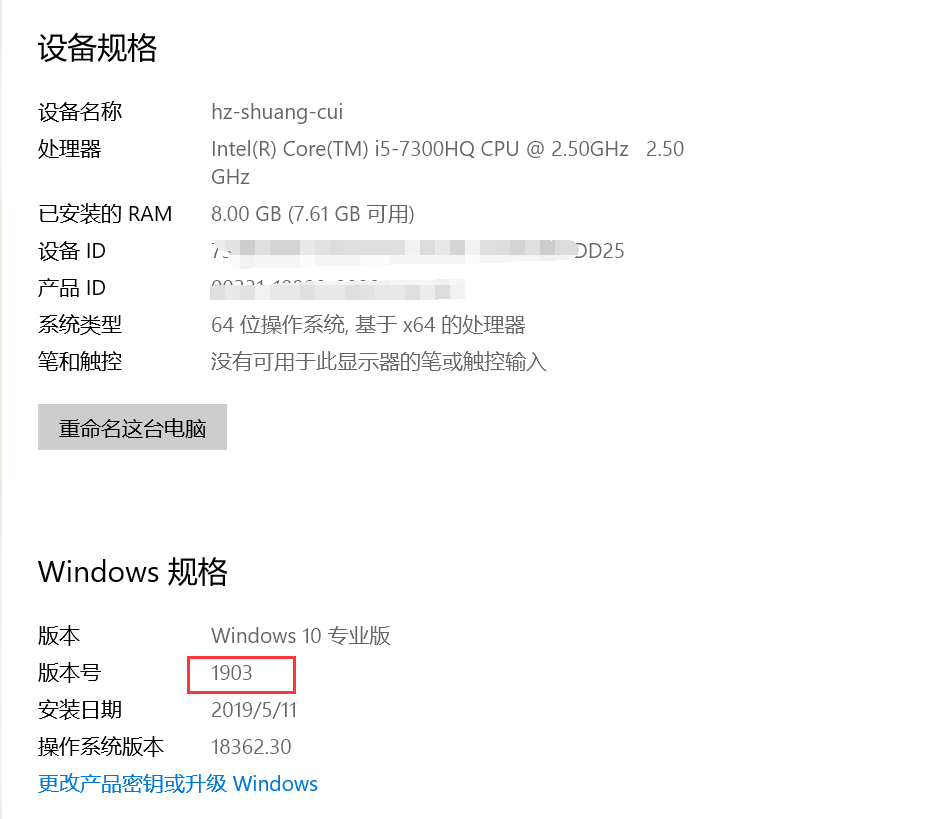 设备规格
设备名称 hz-shuang-cui
处理器 Intel(R) Core(TM) i5-7300HQ CPU @ 2.50GHz 2.50
GHz
已安装的 RAM 8.00 GB (7.61 GB 可用)
设备 ID DD25
产品 ID
系统类型 64 位操作系统, 基于 x64 的处理器
笔和触控 没有可用于此显示器的笔或触控输入
重命名这台电脑
Windows 规格
版本 Windows 10 专业版
版本号 1903
安装日期 2019/5/11
操作系统版本 18362.30
更改产品密钥或升级 Windows